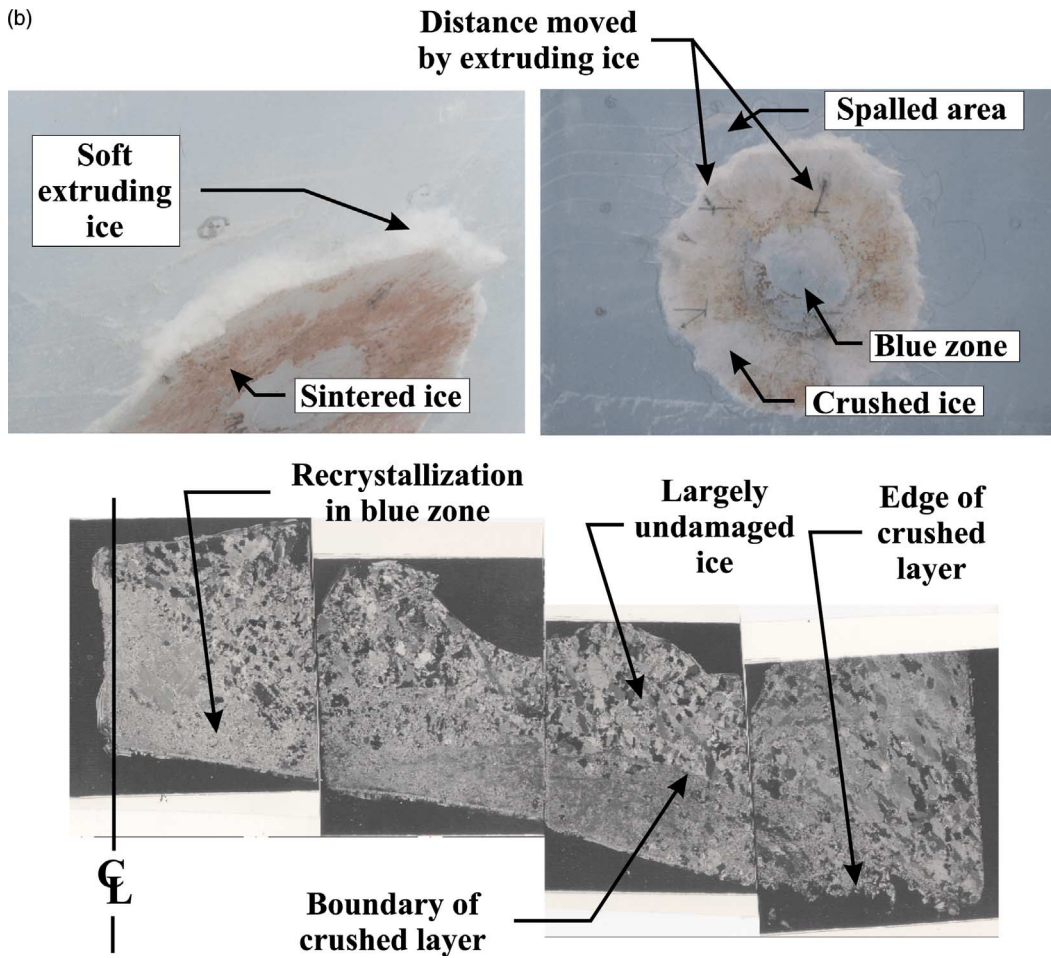 (b)
Distance moved
by extruding ice
Spalled area
Soft
extruding
ice
Blue zone
Sintered ice
Crushed ice
Recrystallization
in blue zone
Largely
undamaged
ice
Edge of
crushed
layer
CL
Boundary of
crushed layer